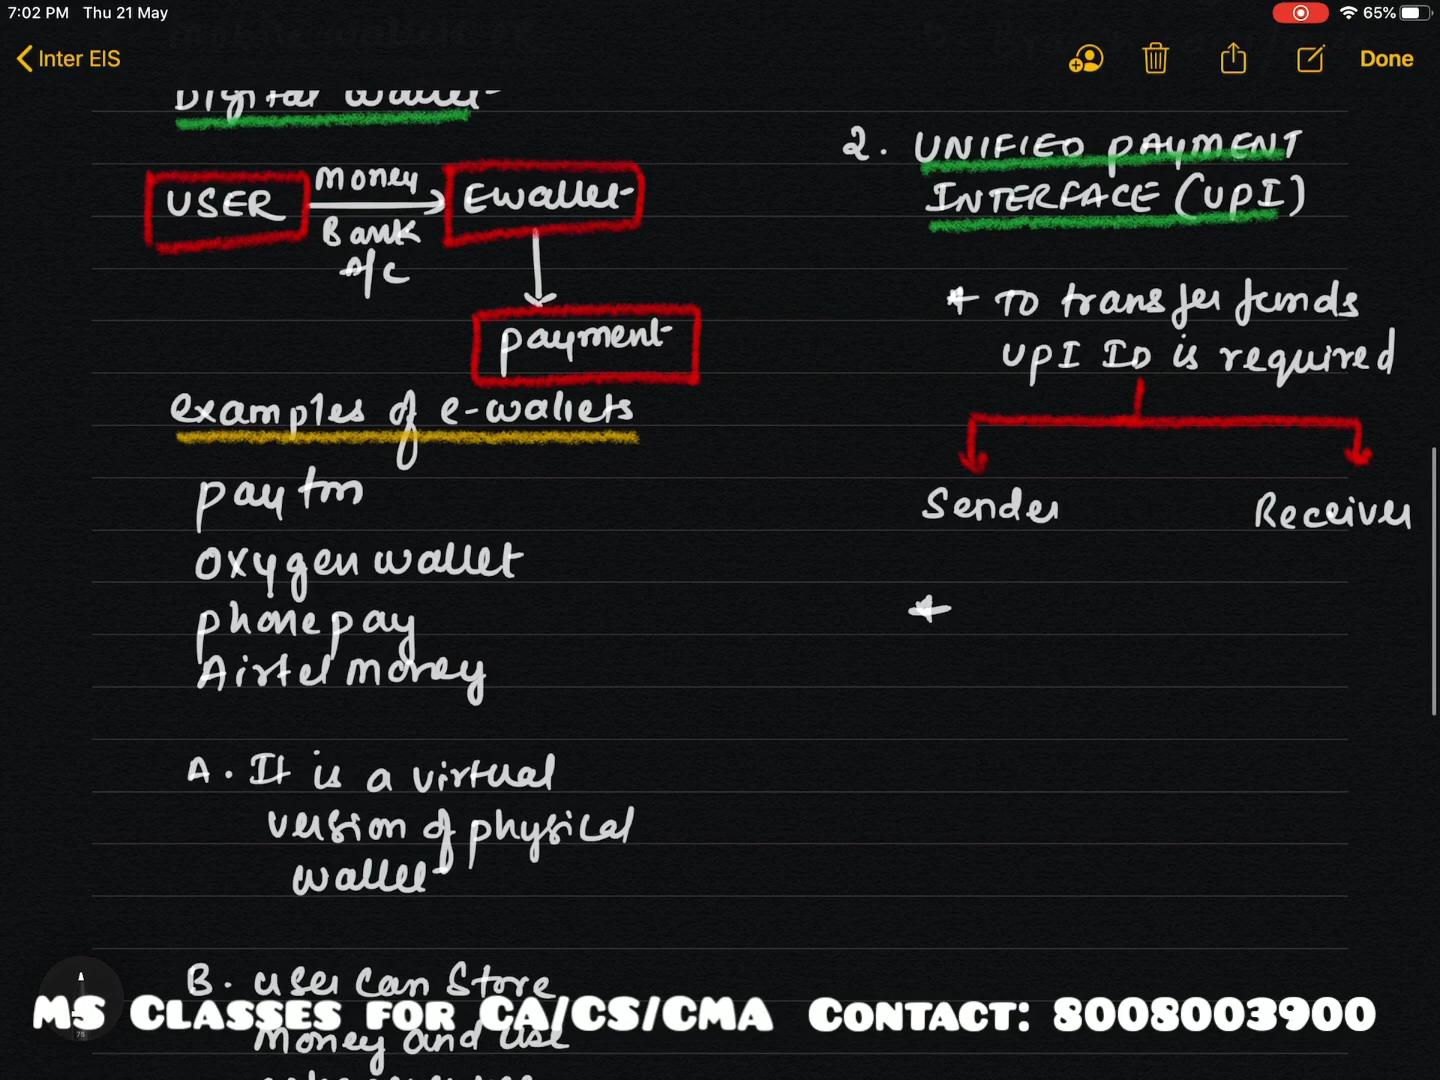 7:02 PM Thu 21 May
65%
Inter EIS
Done
Digital Wallet
USER
Money
Bank
A/C
Ewallet
payment
examples of e-wallets
paytm
oxygen wallet
phonepay
Airtel Money
A. It is a virtual
version of physical
wallet
B. user can Store
Money and use
2. UNIFIED PAYMENT
INTERFACE (UPI)
* To transfer funds
UPI ID is required
Sender
Receiver
*
MS Classes for CA/CS/CMA Contact: 8008003900